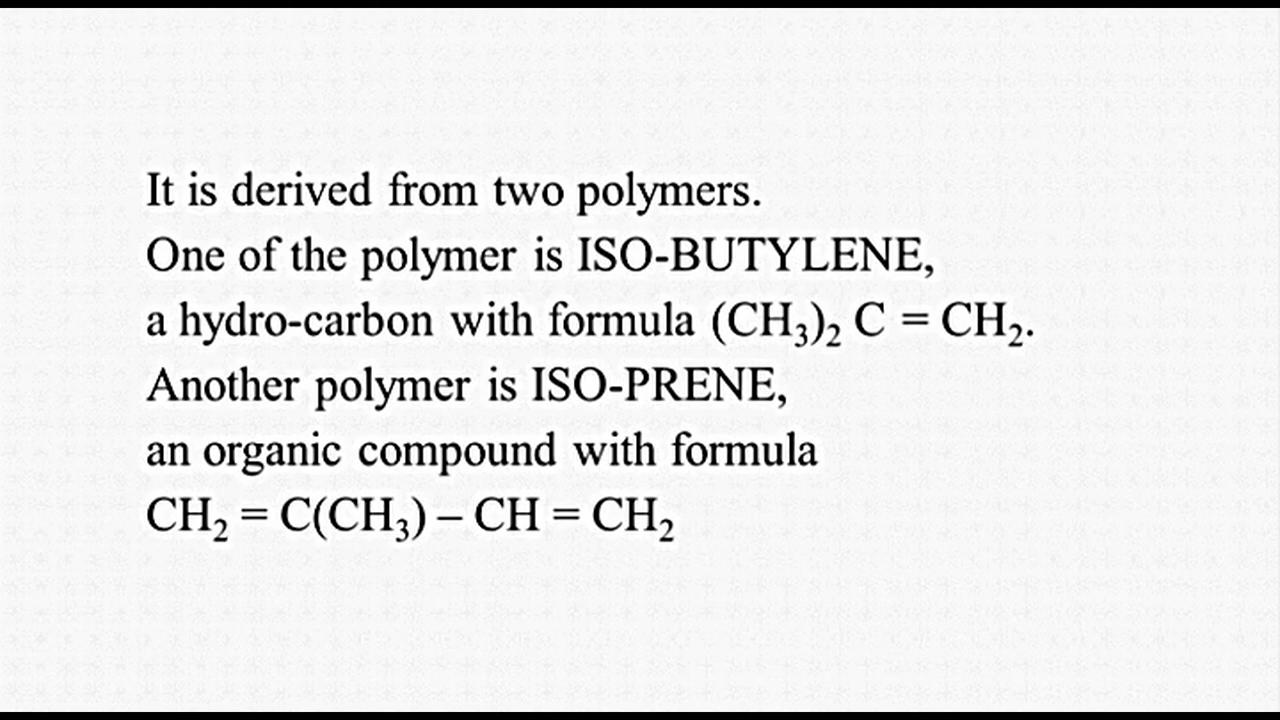 It is derived from two polymers.
One of the polymer is ISO-BUTYLENE,
a hydro-carbon with formula (CH₃)₂ C = CH₂.
Another polymer is ISO-PRENE,
an organic compound with formula
CH₂ = C(CH₃) – CH = CH₂